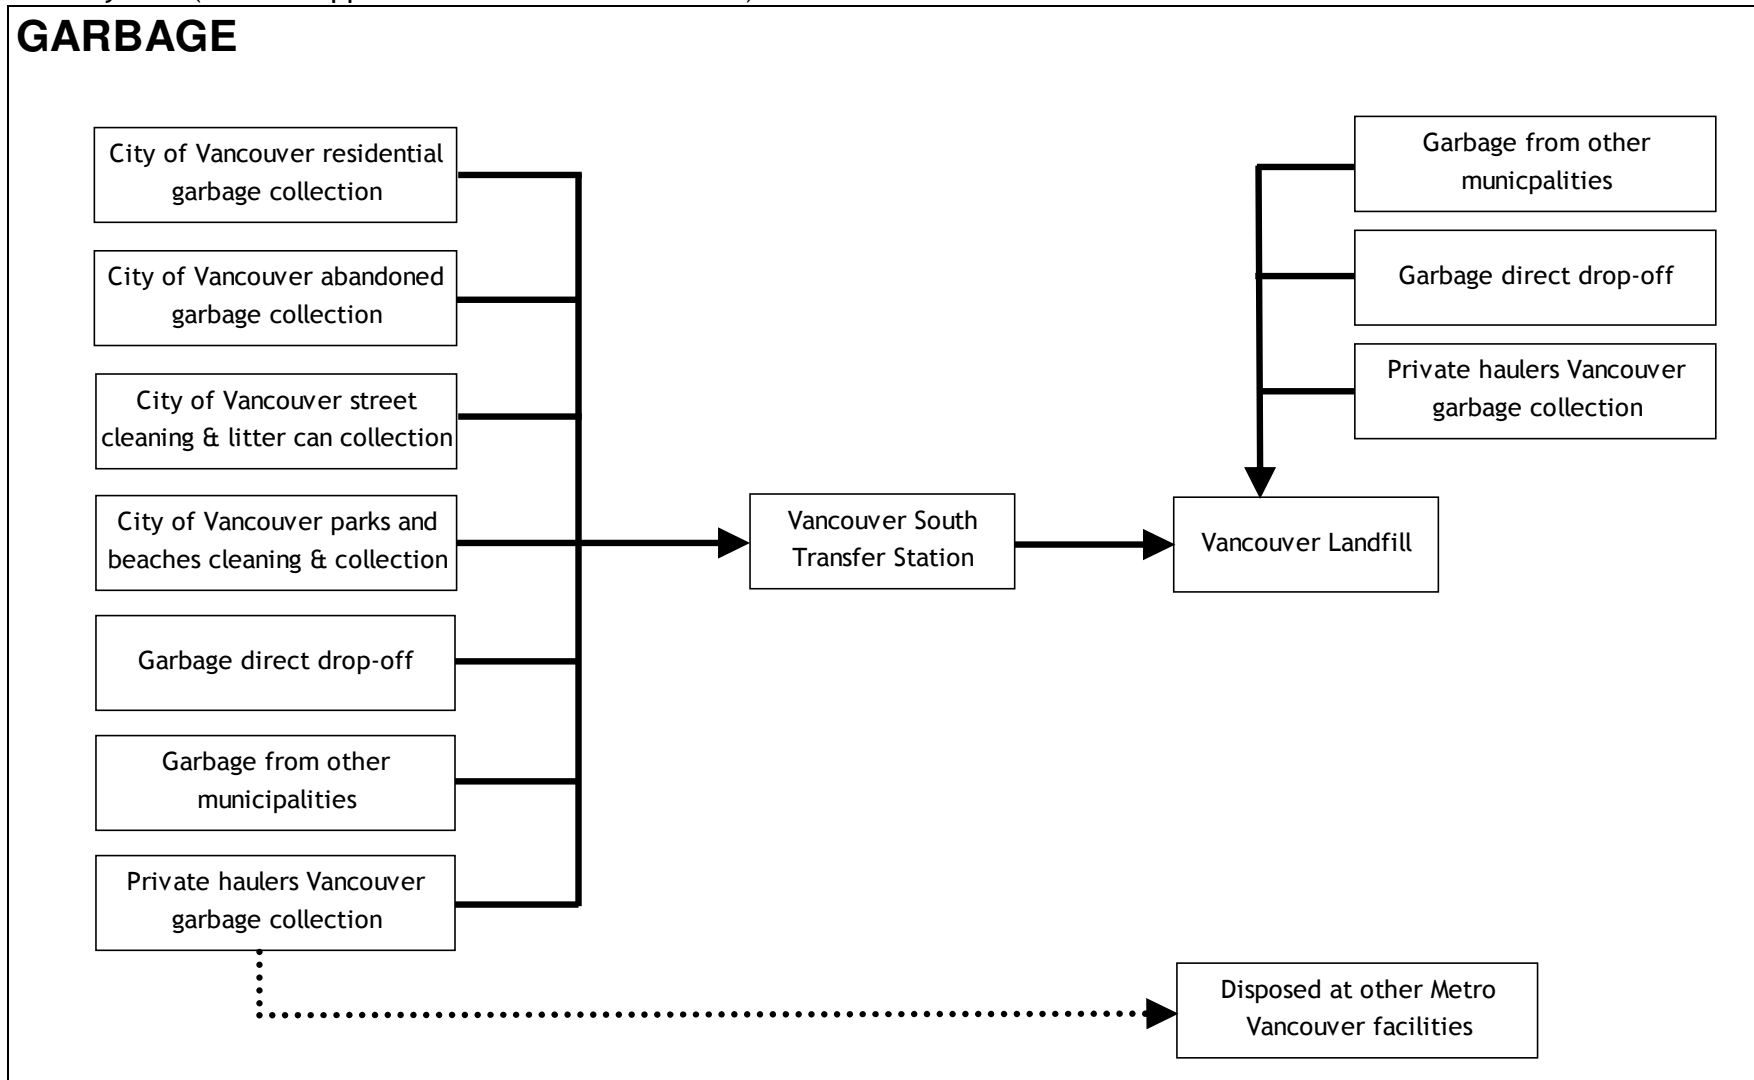 GARBAGE
City of Vancouver residential
garbage collection
City of Vancouver abandoned
garbage collection
City of Vancouver street
cleaning & litter can collection
City of Vancouver parks and
beaches cleaning & collection
Garbage direct drop-off
Garbage from other
municipalities
Private haulers Vancouver
garbage collection
Vancouver South
Transfer Station
Vancouver Landfill
Garbage from other
municpalities
Garbage direct drop-off
Private haulers Vancouver
garbage collection
Disposed at other Metro
Vancouver facilities